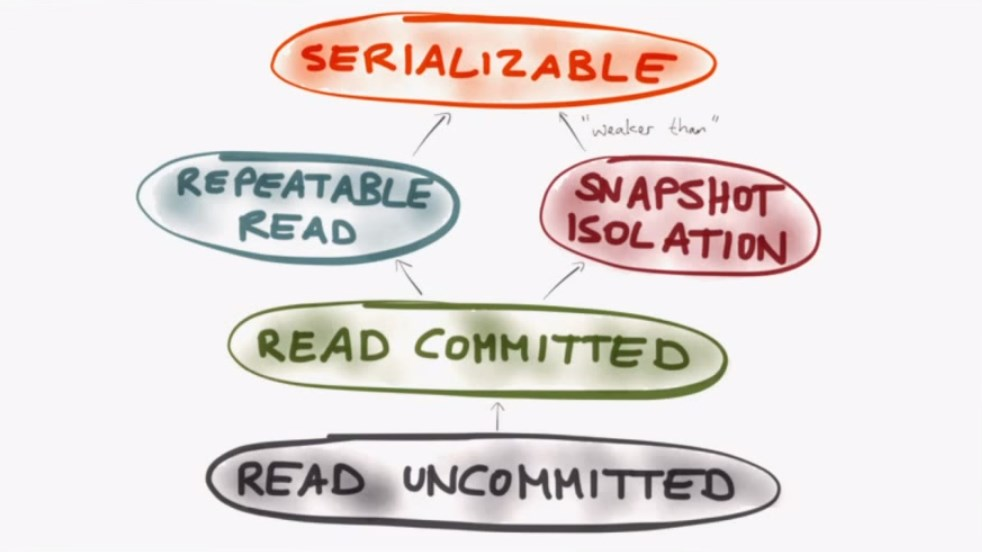 SERIALIZABLE
"weaker than"
REPEATABLE
READ
SNAPSHOT
ISOLATION
READ COMMITTED
READ UNCOMMITTED